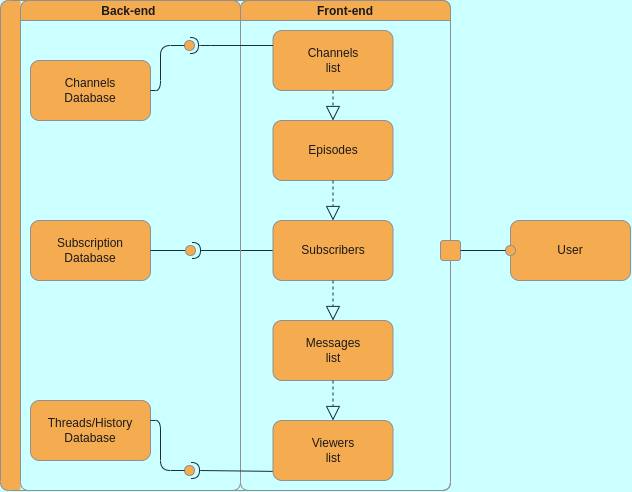 Back-end
Front-end
Channels
list
Channels
Database
Episodes
Subscription
Database
Subscribers
User
Messages
list
Threads/History
Database
Viewers
list